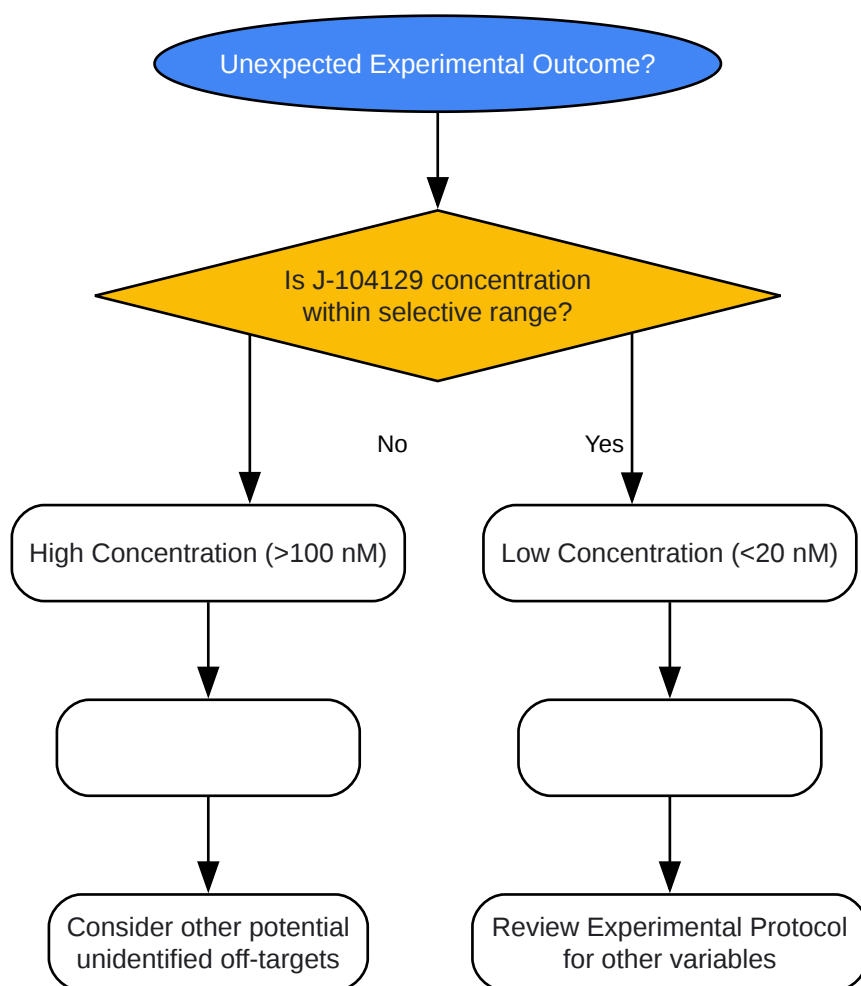 Unexpected Experimental Outcome?
Is J-104129 concentration
within selective range?
No
Yes
High Concentration (>100 nM)
Low Concentration (<20 nM)
Consider other potential
unidentified off-targets
Review Experimental Protocol
for other variables